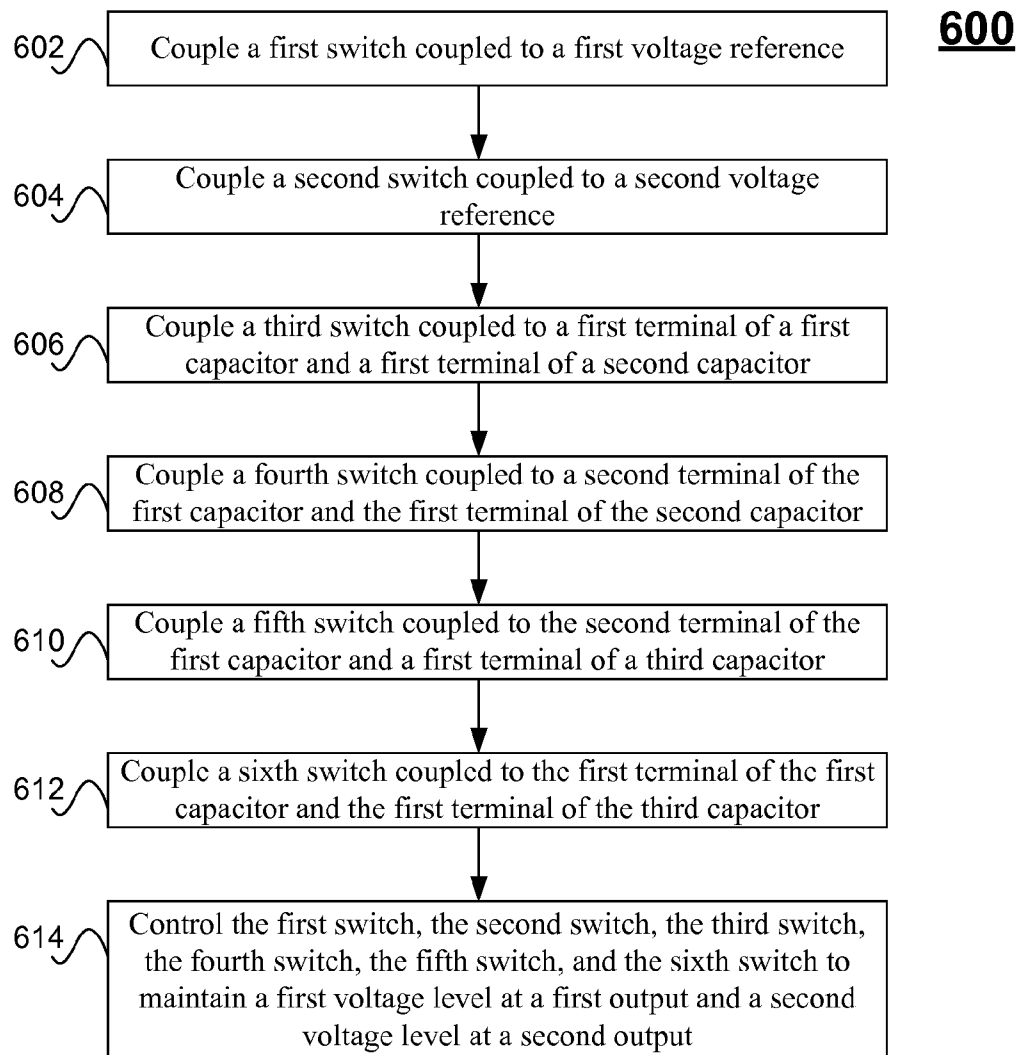 600
602
Couple a first switch coupled to a first voltage reference
604
Couple a second switch coupled to a second voltage
reference
606
Couple a third switch coupled to a first terminal of a first
capacitor and a first terminal of a second capacitor
608
Couple a fourth switch coupled to a second terminal of the
first capacitor and the first terminal of the second capacitor
610
Couple a fifth switch coupled to the second terminal of the
first capacitor and a first terminal of a third capacitor
612
Couple a sixth switch coupled to the first terminal of the first
capacitor and the first terminal of the third capacitor
614
Control the first switch, the second switch, the third switch,
the fourth switch, the fifth switch, and the sixth switch to
maintain a first voltage level at a first output and a second
voltage level at a second output